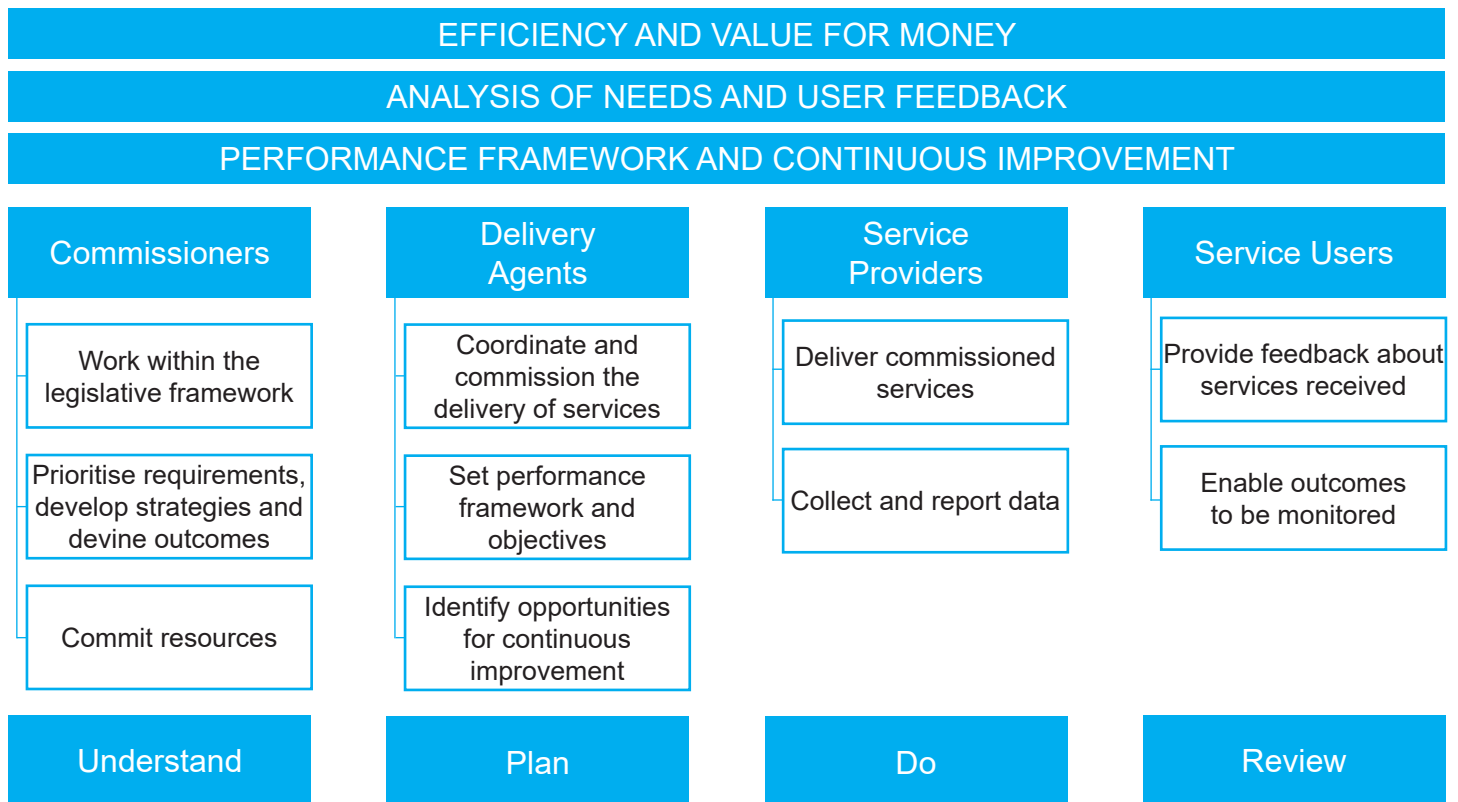 EFFICIENCY AND VALUE FOR MONEY
ANALYSIS OF NEEDS AND USER FEEDBACK
PERFORMANCE FRAMEWORK AND CONTINUOUS IMPROVEMENT
Commissioners
Work within the
legislative framework
Prioritise requirements,
develop strategies and
devine outcomes
Commit resources
Understand
Delivery
Agents
Coordinate and
commission the
delivery of services
Set performance
framework and
objectives
Identify opportunities
for continuous
improvement
Plan
Service
Providers
Deliver commissioned
services
Collect and report data
Do
Service Users
Provide feedback about
services received
Enable outcomes
to be monitored
Review